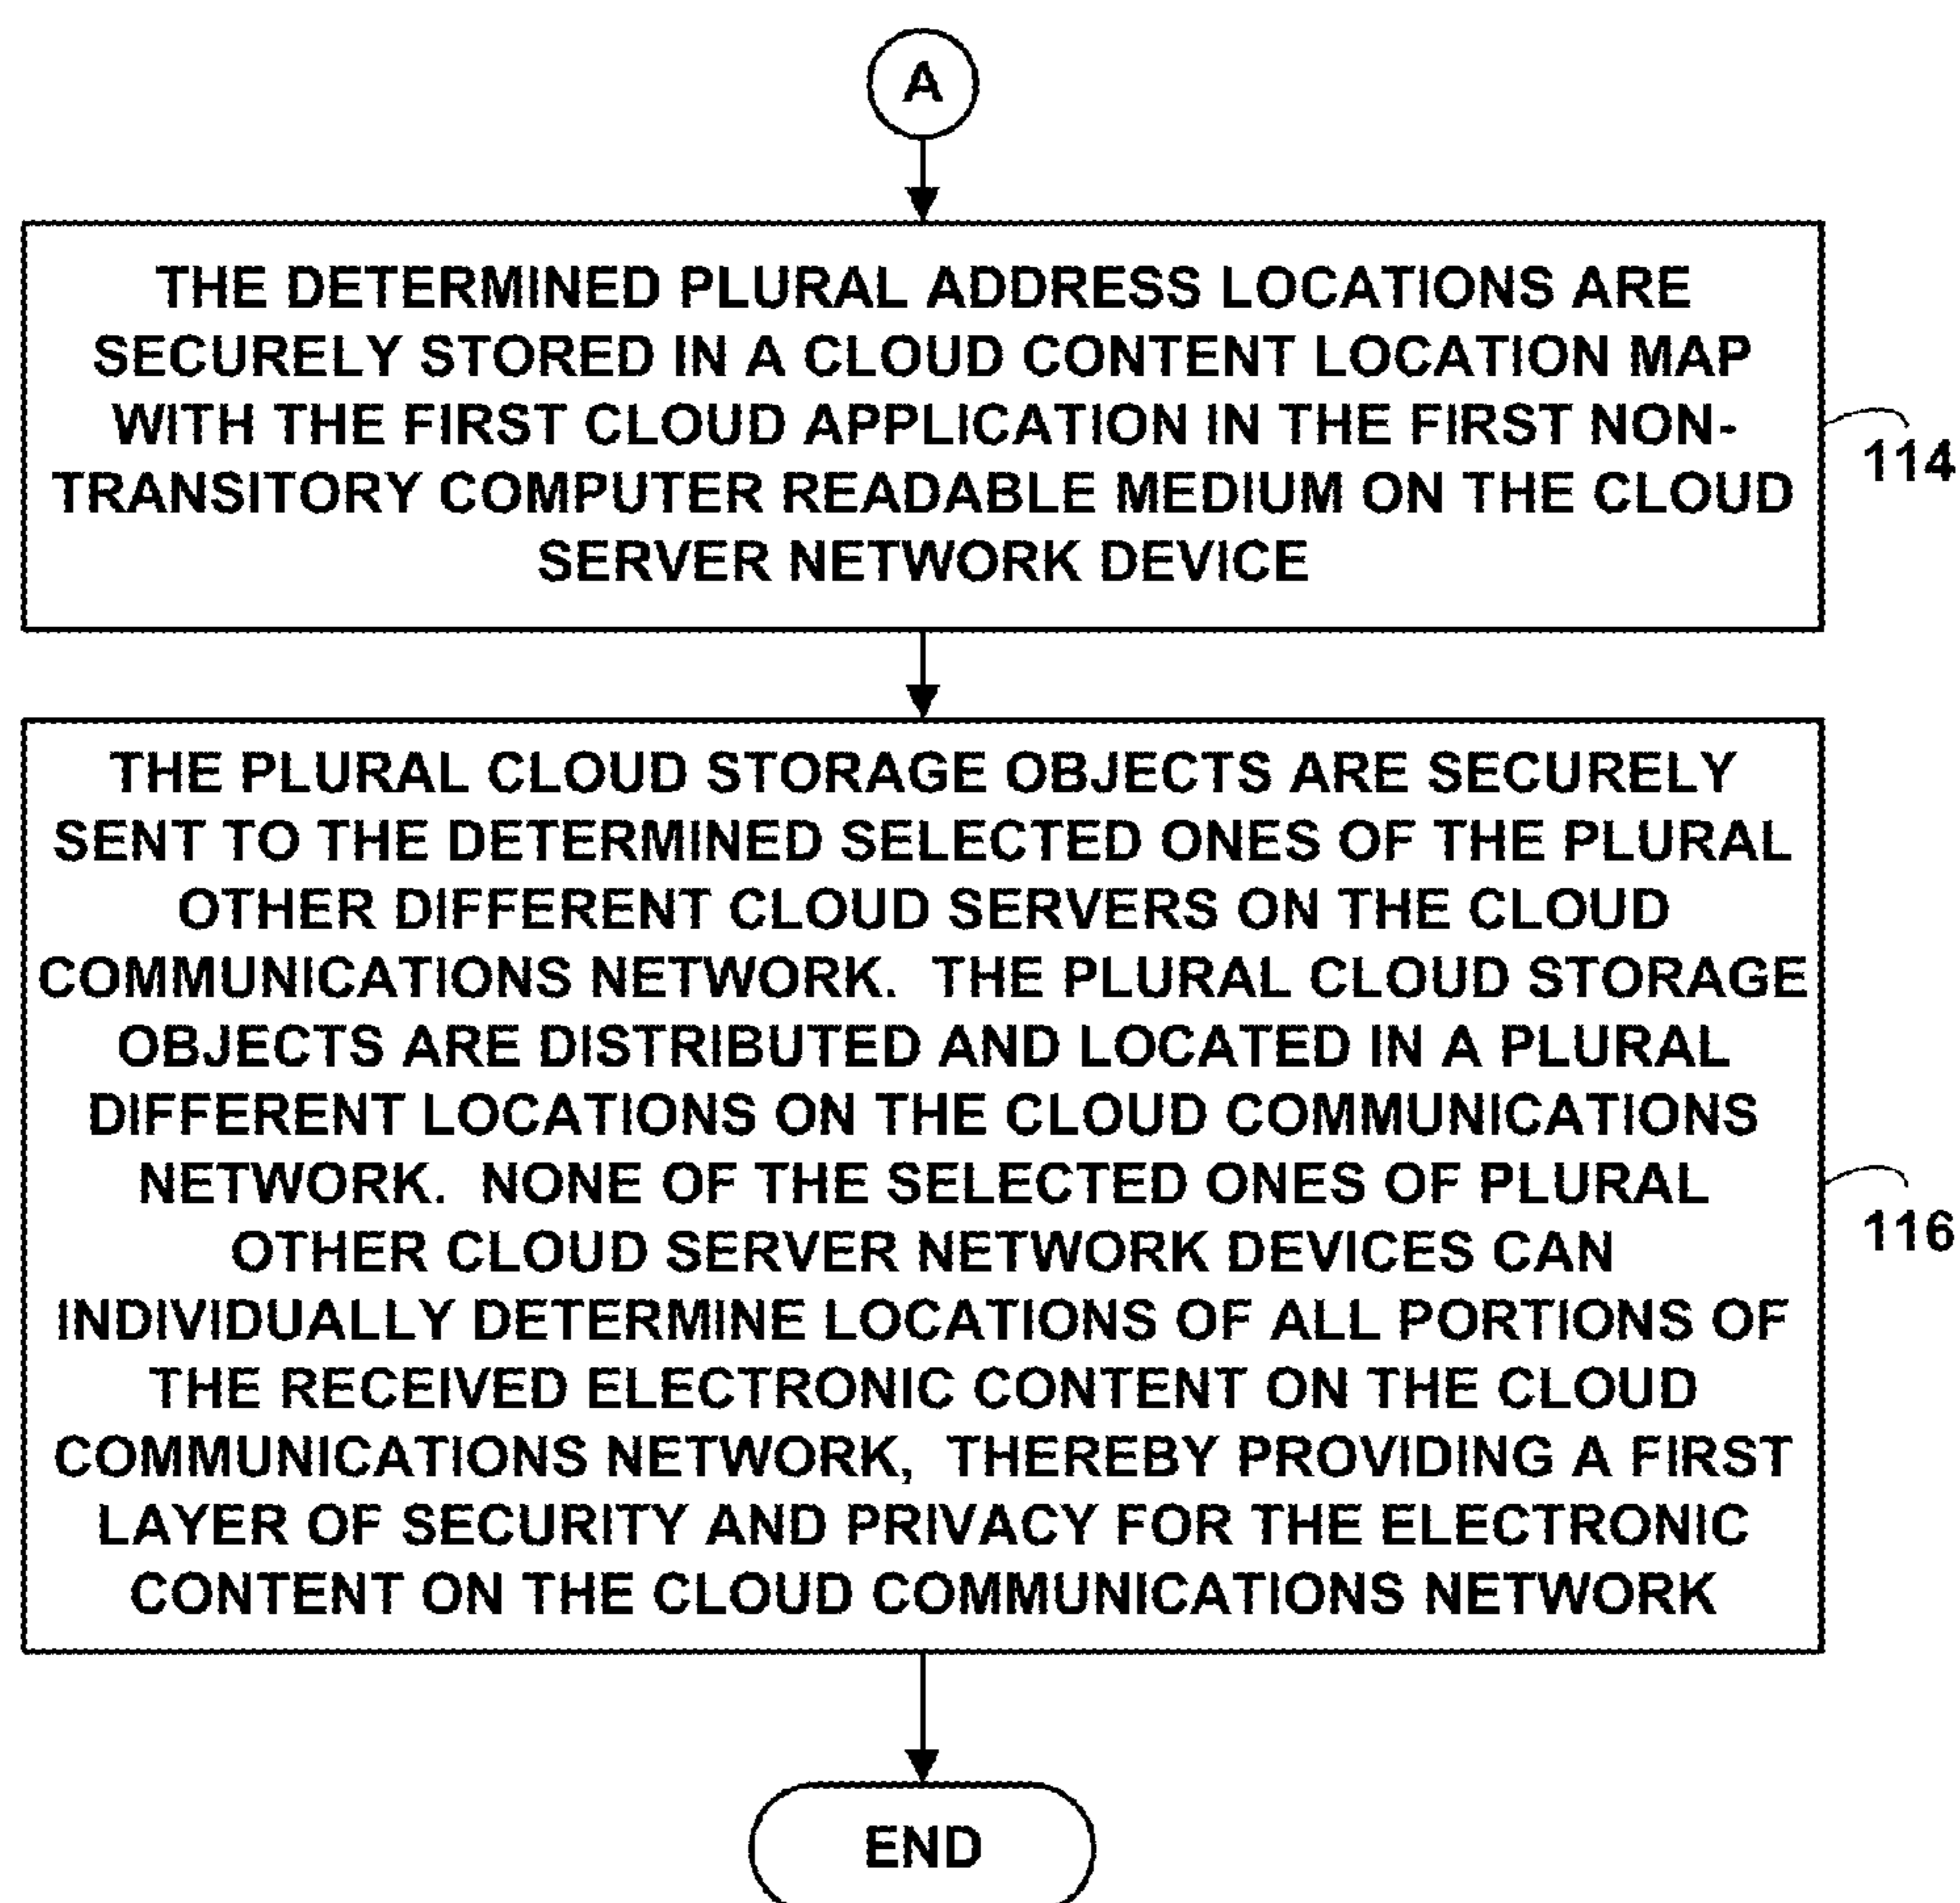 A
THE DETERMINED PLURAL ADDRESS LOCATIONS ARE
SECURELY STORED IN A CLOUD CONTENT LOCATION MAP
WITH THE FIRST CLOUD APPLICATION IN THE FIRST NON-
TRANSITORY COMPUTER READABLE MEDIUM ON THE CLOUD
SERVER NETWORK DEVICE
114
THE PLURAL CLOUD STORAGE OBJECTS ARE SECURELY
SENT TO THE DETERMINED SELECTED ONES OF THE PLURAL
OTHER DIFFERENT CLOUD SERVERS ON THE CLOUD
COMMUNICATIONS NETWORK.  THE PLURAL CLOUD STORAGE
OBJECTS ARE DISTRIBUTED AND LOCATED IN A PLURAL
DIFFERENT LOCATIONS ON THE CLOUD COMMUNICATIONS
NETWORK.  NONE OF THE SELECTED ONES OF PLURAL
OTHER CLOUD SERVER NETWORK DEVICES CAN
INDIVIDUALLY DETERMINE LOCATIONS OF ALL PORTIONS OF
THE RECEIVED ELECTRONIC CONTENT ON THE CLOUD
COMMUNICATIONS NETWORK,  THEREBY PROVIDING A FIRST
LAYER OF SECURITY AND PRIVACY FOR THE ELECTRONIC
CONTENT ON THE CLOUD COMMUNICATIONS NETWORK
116
END